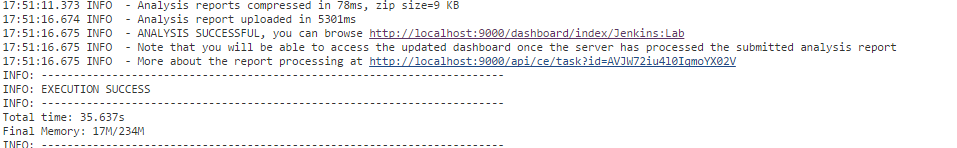 17:51:11.373 INFO  - Analysis reports compressed in 78ms, zip size=9 KB
17:51:16.674 INFO  - Analysis report uploaded in 5301ms
17:51:16.675 INFO  - ANALYSIS SUCCESSFUL, you can browse http://localhost:9000/dashboard/index/Jenkins:Lab
17:51:16.675 INFO  - Note that you will be able to access the updated dashboard once the server has processed the submitted analysis report
17:51:16.675 INFO  - More about the report processing at http://localhost:9000/api/ce/task?id=AVJW72iu4l0IqmoYX02V
INFO: ------------------------------------------------------------------------
INFO: EXECUTION SUCCESS
INFO: ------------------------------------------------------------------------
Total time: 35.637s
Final Memory: 17M/234M
INFO: ------------------------------------------------------------------------